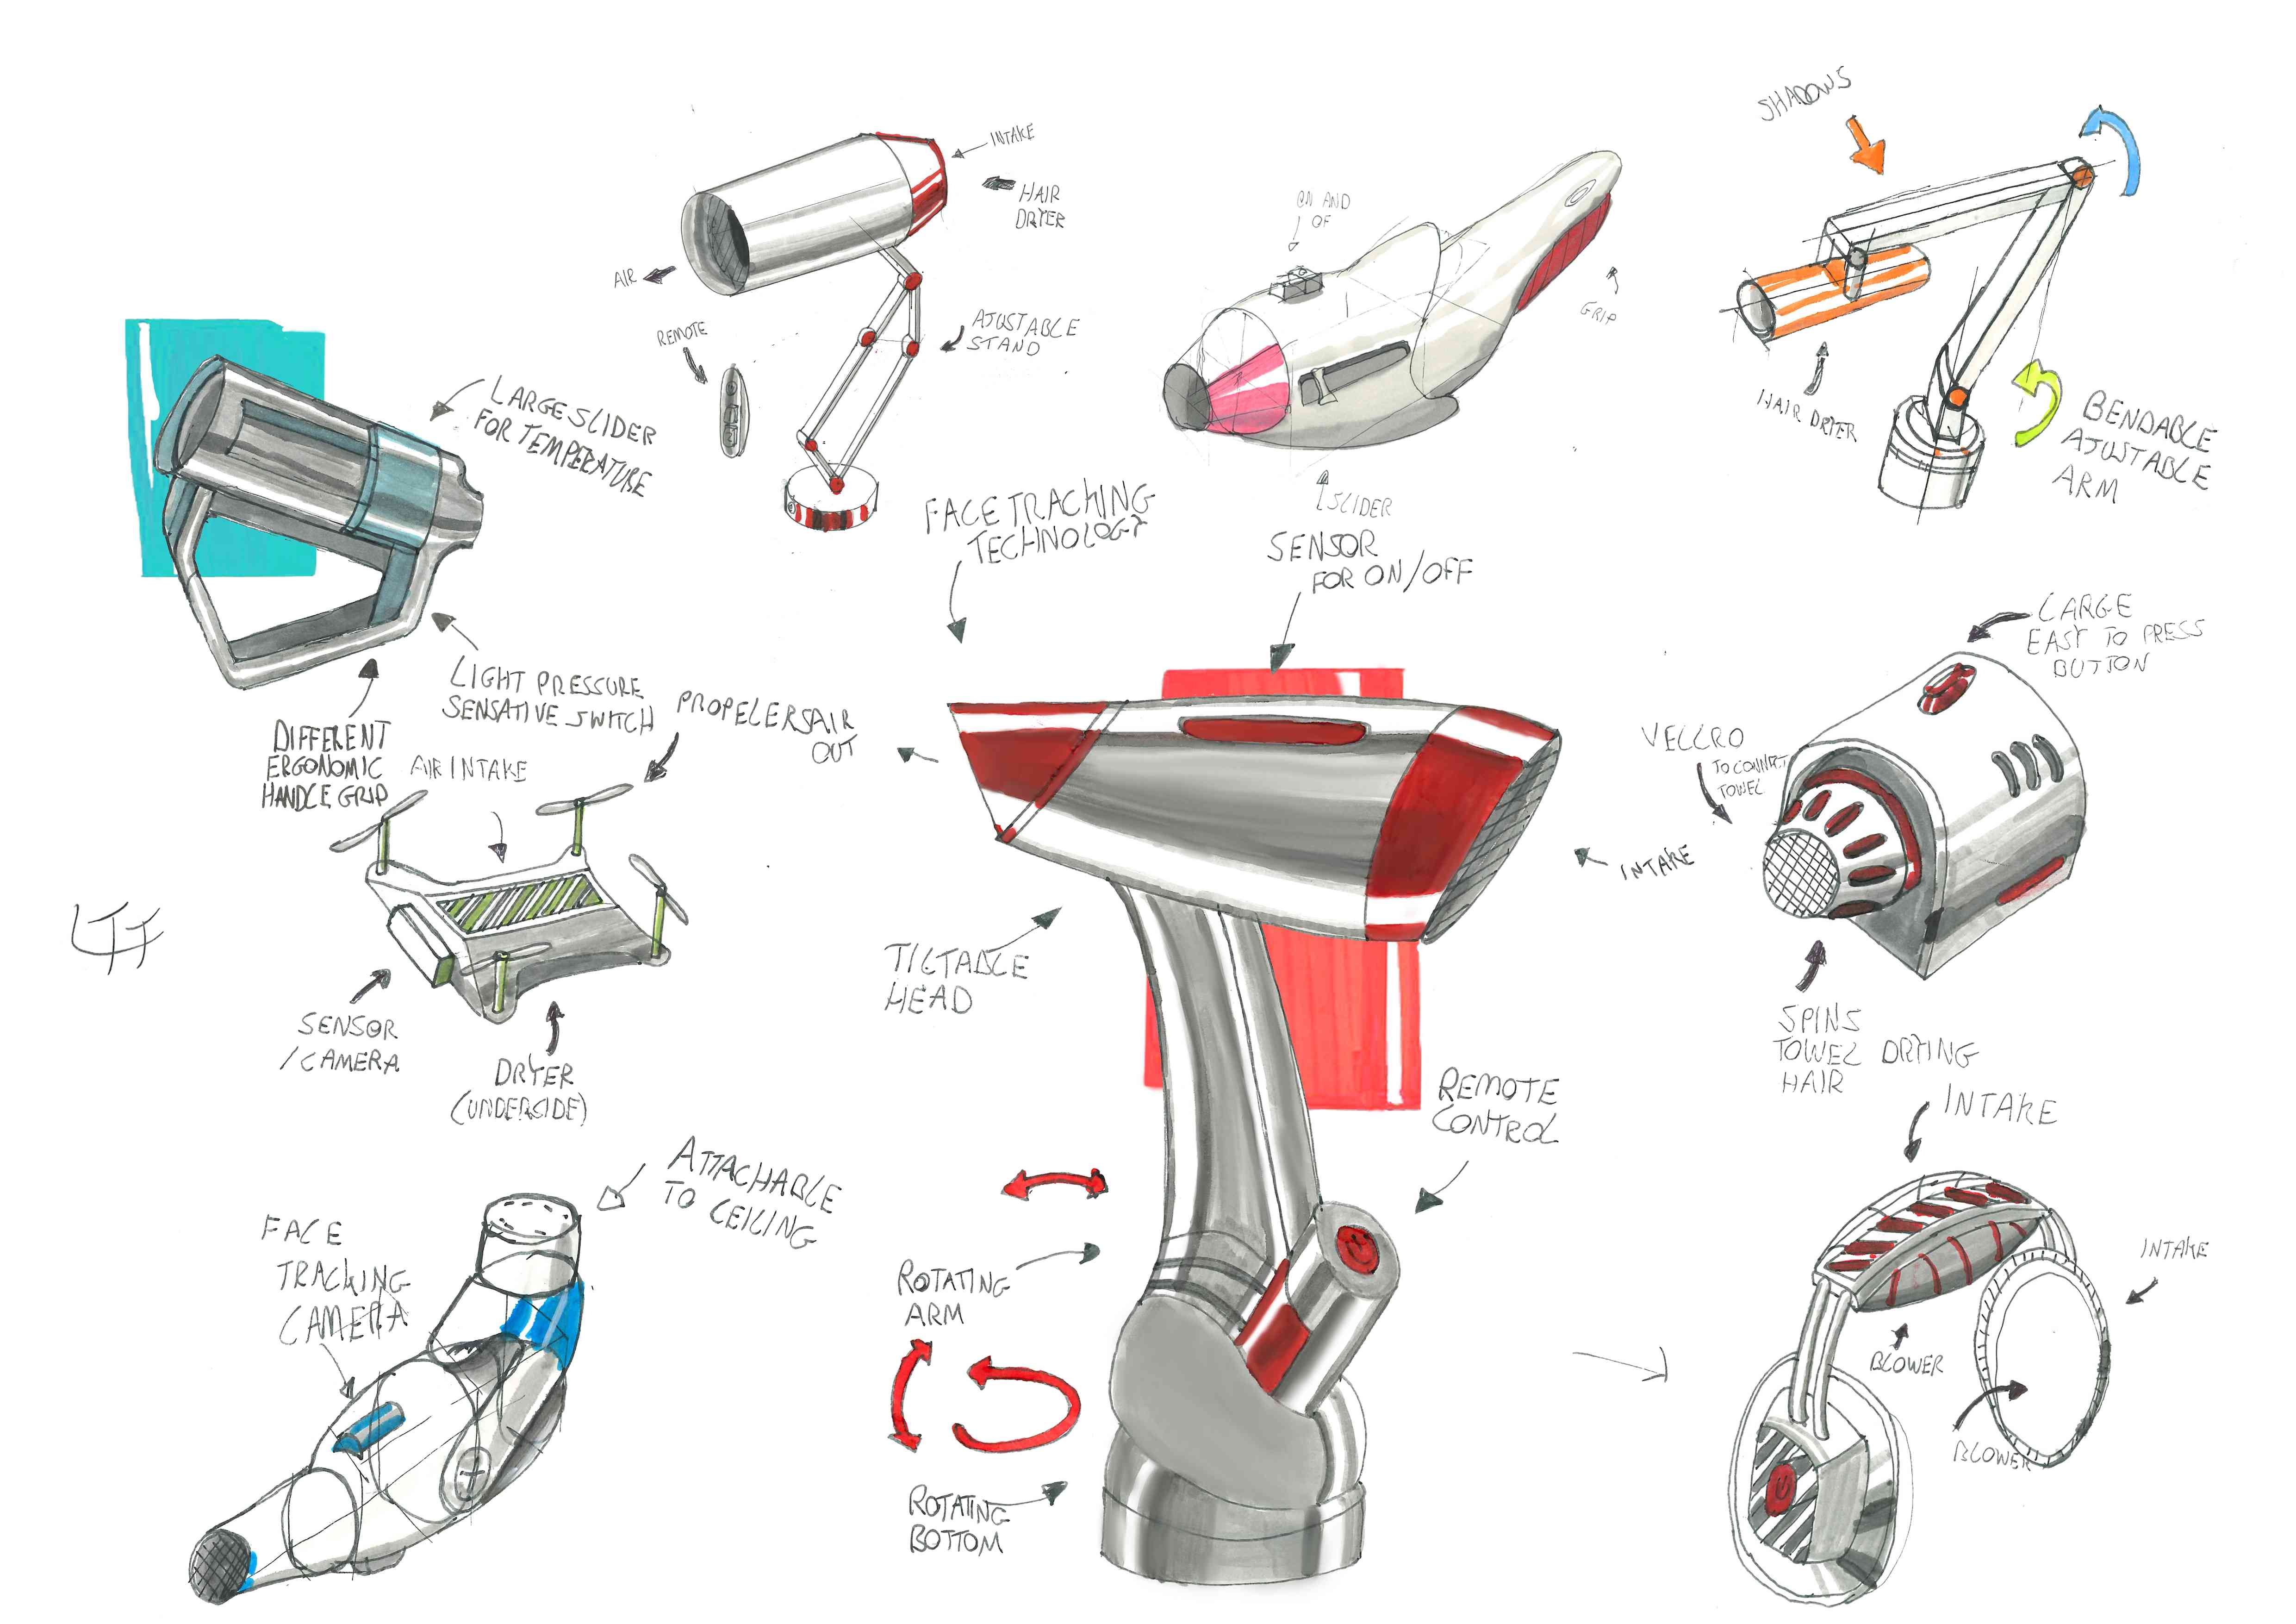 INTAKE
HAIR
DRYER
AIR
REMOTE
AJUSTABLE
STAND
ON AND
OF
GRIP
SLIDER
SHADOWS
HAIR DRYER
BENDABLE
AJUSTABLE
ARM
LARGE SLIDER
FOR TEMPERATURE
LIGHT PRESSURE
SENSATIVE SWITCH
DIFFERENT
ERGONOMIC
HANDLE GRIP
FACE TRACKING
TECHNOLOGY
SENSOR
FOR ON/OFF
AIR
OUT
INTAKE
TILTABLE
HEAD
REMOTE
CONTROL
ROTATING
ARM
ROTATING
BOTTOM
LARGE
EASY TO PRESS
BUTTON
VELCRO
TO CONNECT
TOWEL
SPINS
TOWEL DRYING
HAIR
PROPELERS
AIR INTAKE
SENSOR
/CAMERA
DRYER
(UNDERSIDE)
ATTACHABLE
TO CEILING
FACE
TRACKING
CAMERA
INTAKE
INTAKE
BLOWER
BLOWER